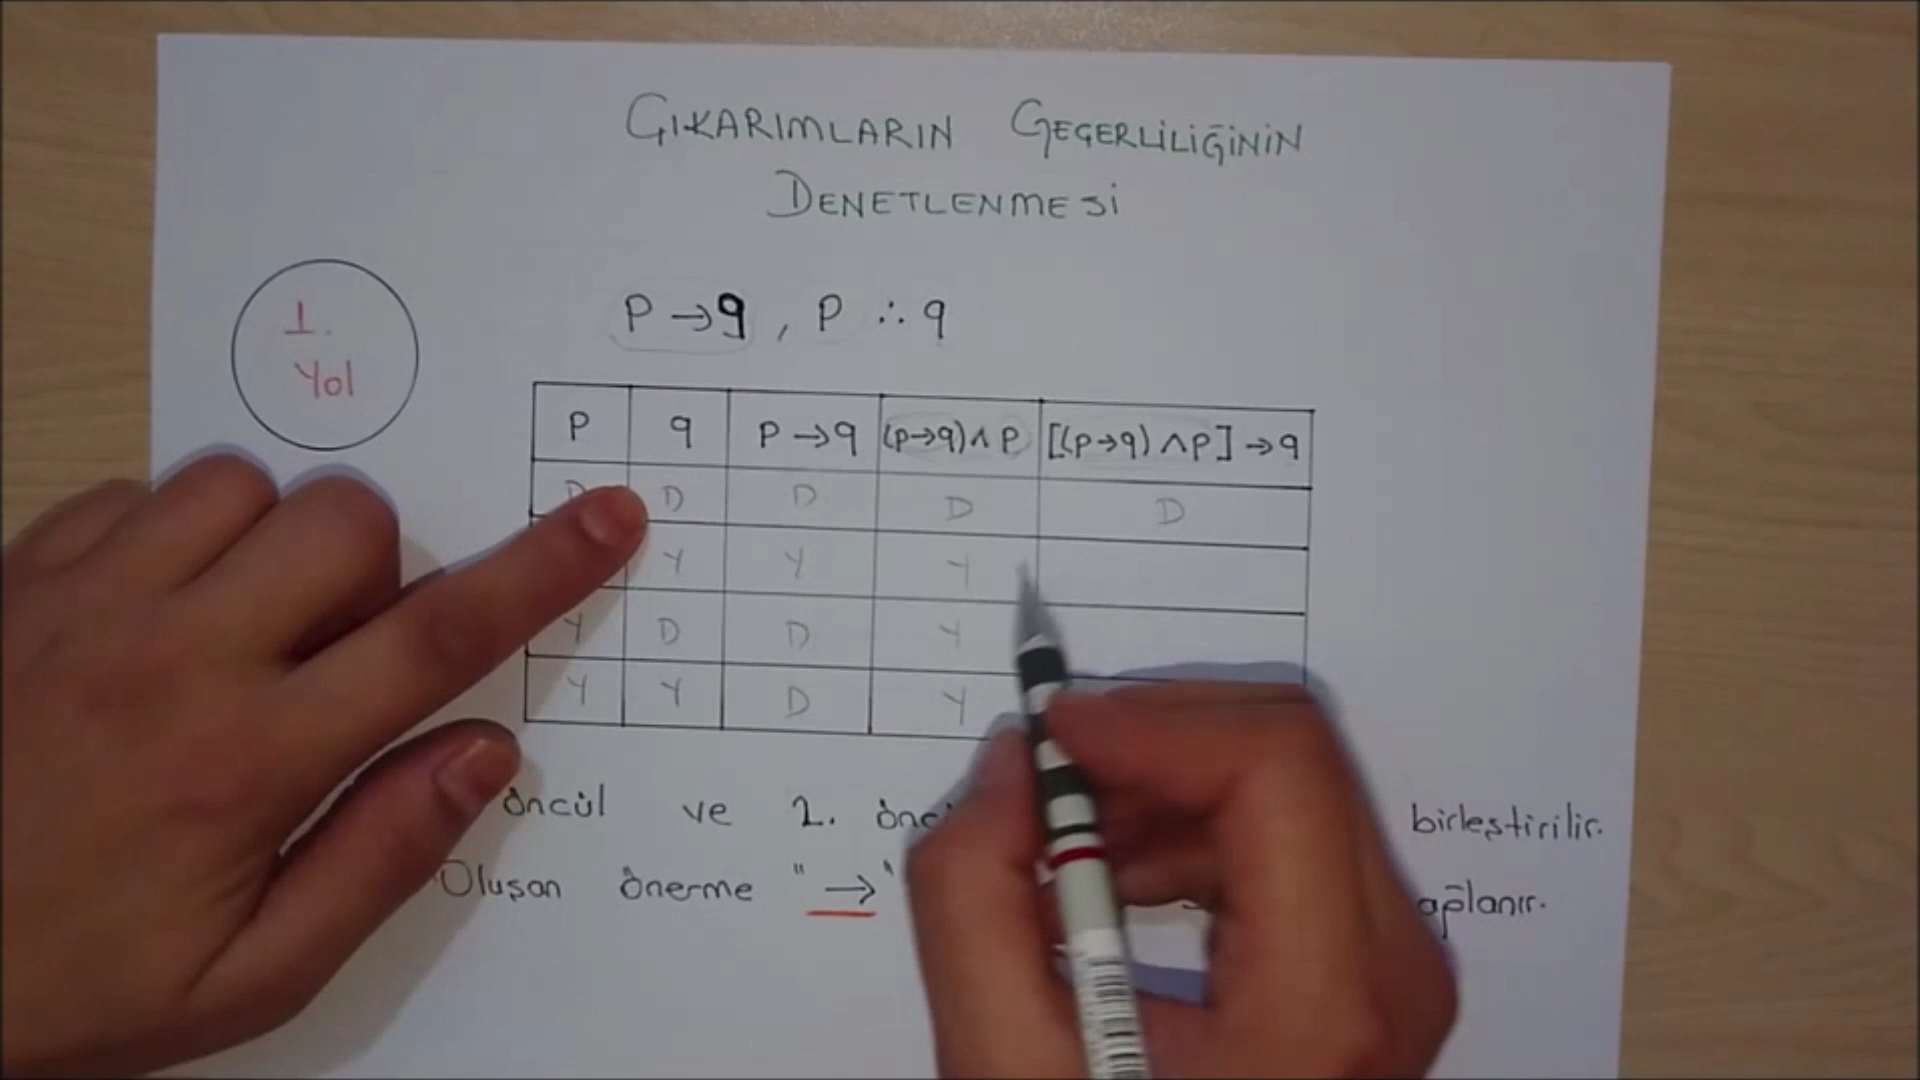 ÇIKARIMLARIN GEÇERLİLİĞİNİN
DENETLENMESİ
1.
Yol
P → q , P ∴ q
P q P → q (p→q) ∧ P [(p→q) ∧ P] → q
D D D D
Y Y Y
Y D D Y
Y Y D Y
öncül ve 2. birleştirilir.
Oluşan önerme "→"